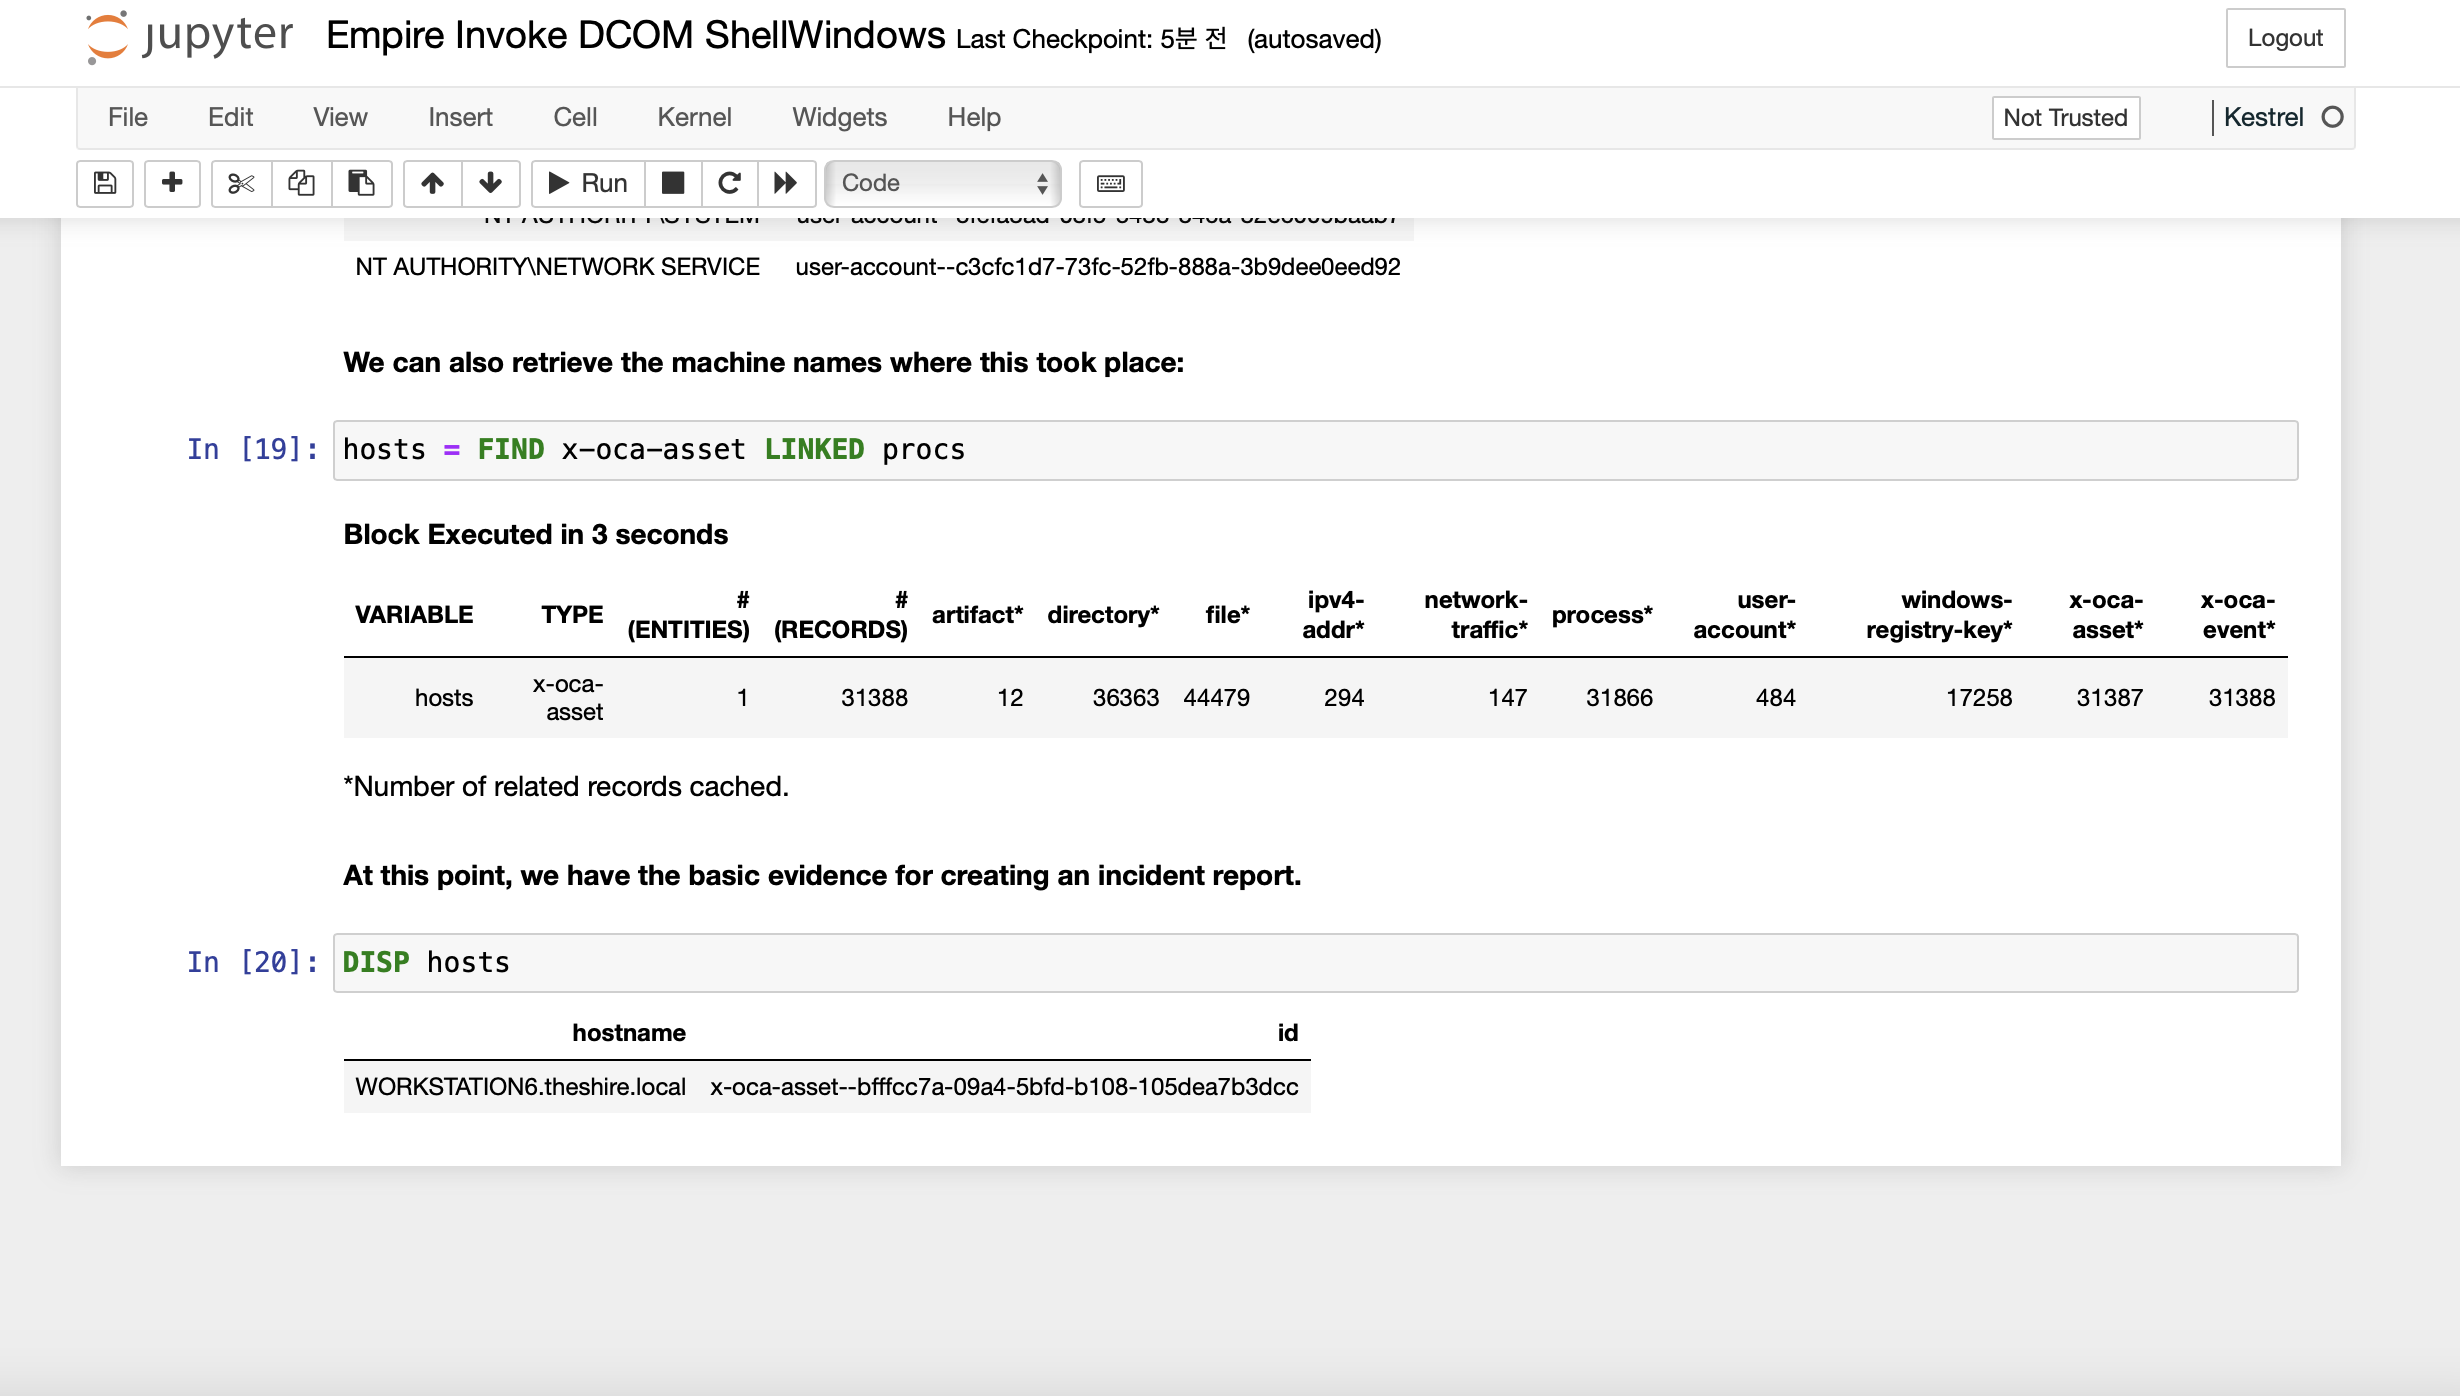 jupyter Empire Invoke DCOM ShellWindows Last Checkpoint: 5분 전 (autosaved) Logout
File Edit View Insert Cell Kernel Widgets Help Not Trusted Kestrel
Run Code
NT AUTHORITY\NETWORK SERVICE user-account--c3cfc1d7-73fc-52fb-888a-3b9dee0eed92
We can also retrieve the machine names where this took place:
In [19]: hosts = FIND x-oca-asset LINKED procs
Block Executed in 3 seconds
VARIABLE TYPE # (ENTITIES) # (RECORDS) artifact* directory* file* ipv4-addr* network-traffic* process* user-account* windows-registry-key* x-oca-asset* x-oca-event*
hosts x-oca-asset 1 31388 12 36363 44479 294 147 31866 484 17258 31387 31388
*Number of related records cached.
At this point, we have the basic evidence for creating an incident report.
In [20]: DISP hosts
hostname id
WORKSTATION6.theshire.local x-oca-asset--bfffcc7a-09a4-5bfd-b108-105dea7b3dcc